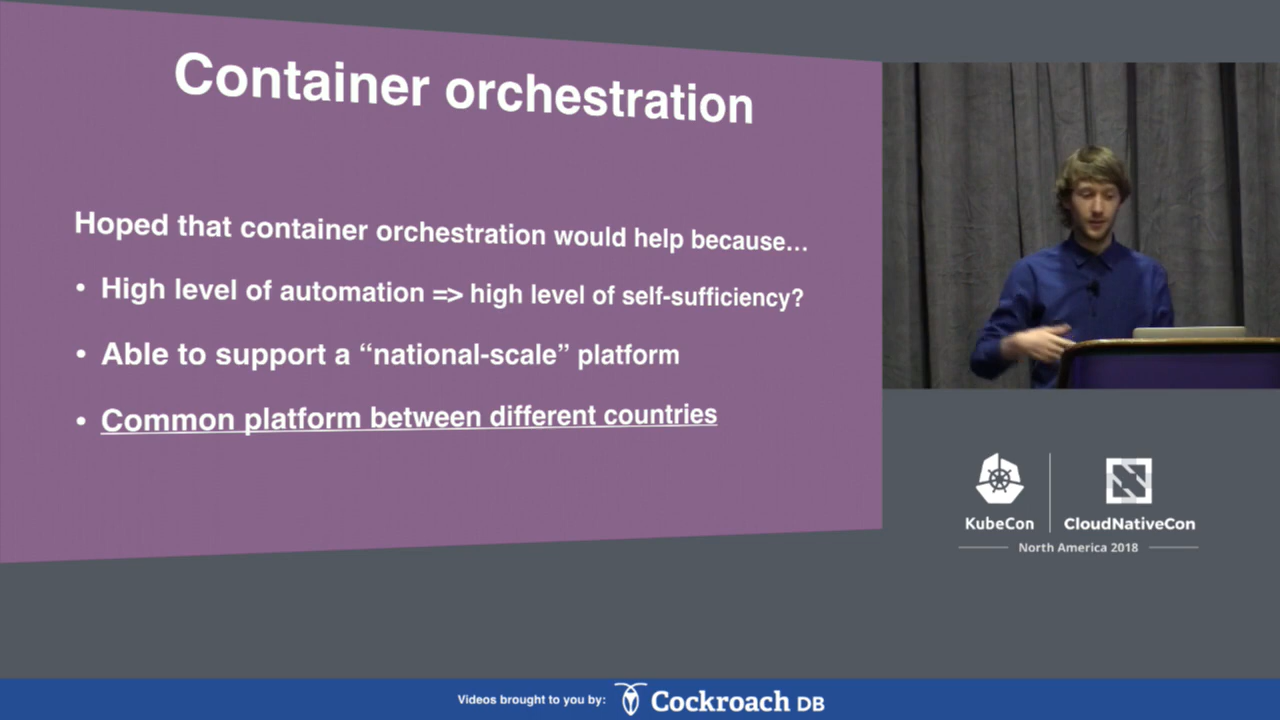 Container orchestration
Hoped that container orchestration would help because...
• High level of automation => high level of self-sufficiency?
• Able to support a “national-scale” platform
• Common platform between different countries
KubeCon
CloudNativeCon
North America 2018
Videos brought to you by:
Cockroach DB